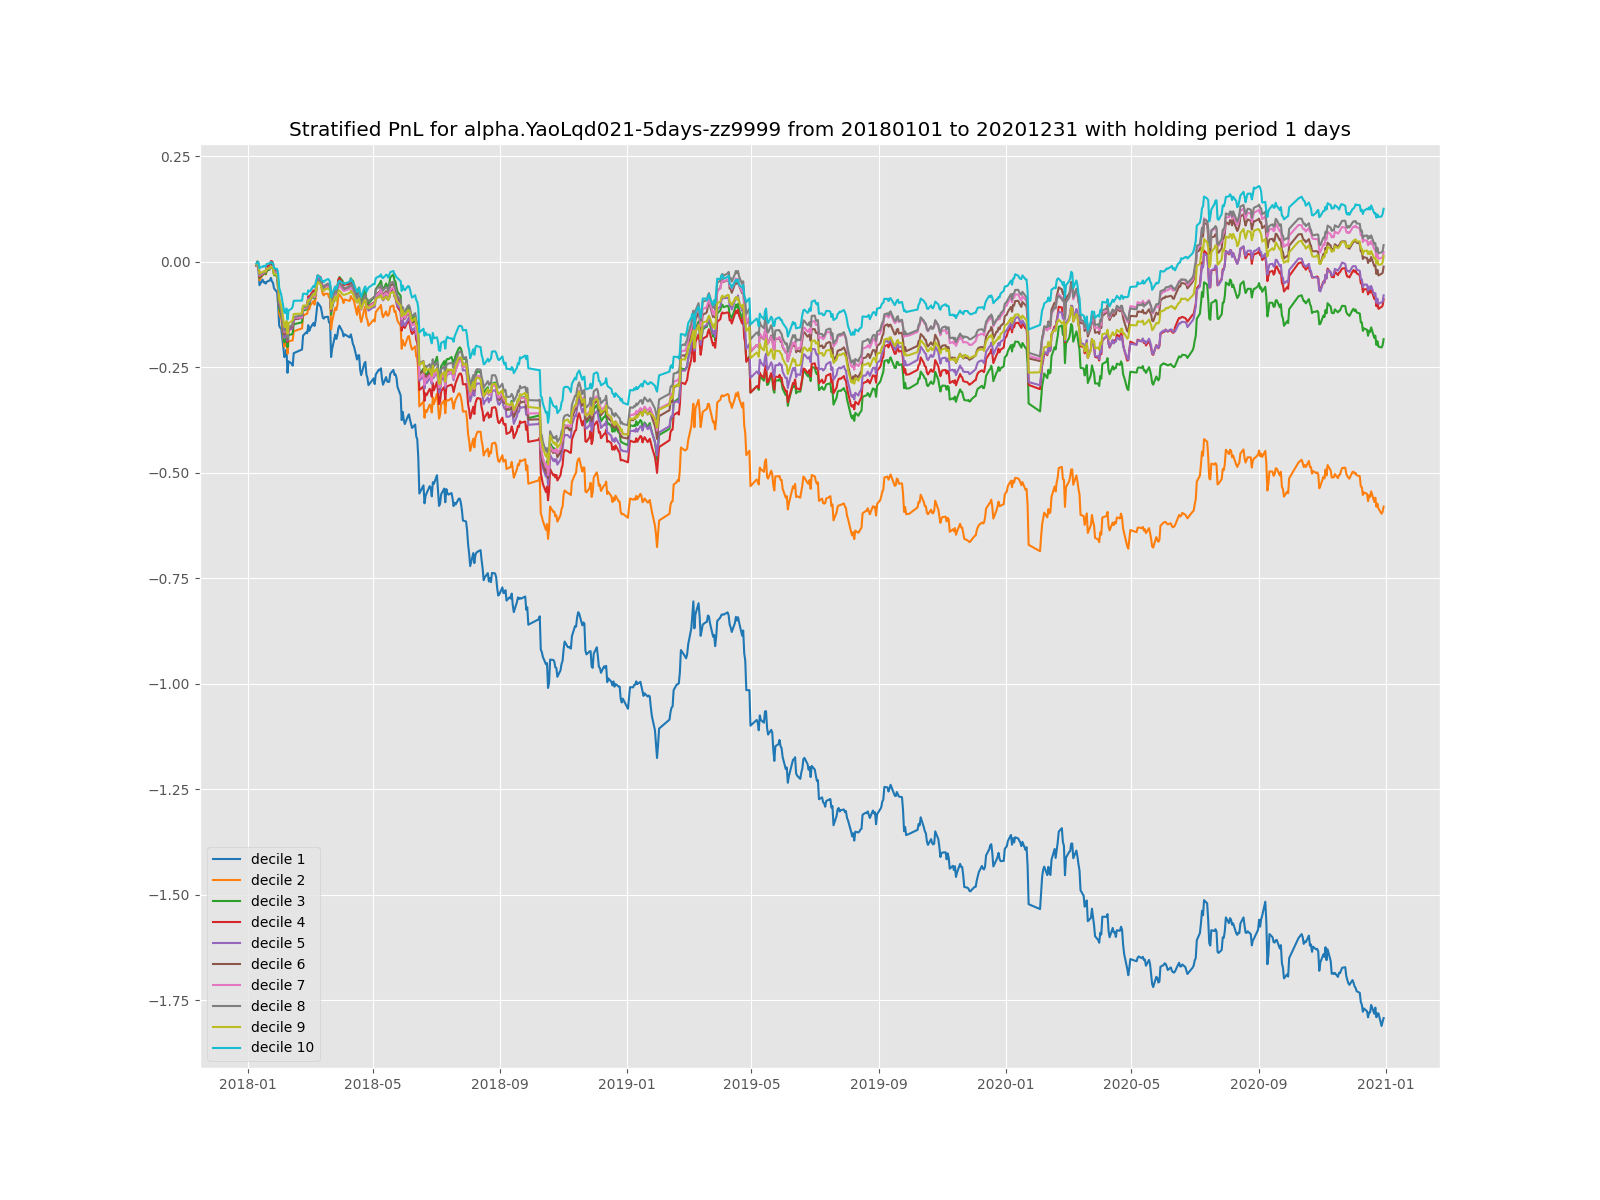 Stratified PnL for alpha.YaoLqd021-5days-zz9999 from 20180101 to 20201231 with holding period 1 days
0.25
0.00
−0.25
−0.50
−0.75
−1.00
−1.25
−1.50
−1.75
decile 1
decile 2
decile 3
decile 4
decile 5
decile 6
decile 7
decile 8
decile 9
decile 10
2018-01 2018-05 2018-09 2019-01 2019-05 2019-09 2020-01 2020-05 2020-09 2021-01